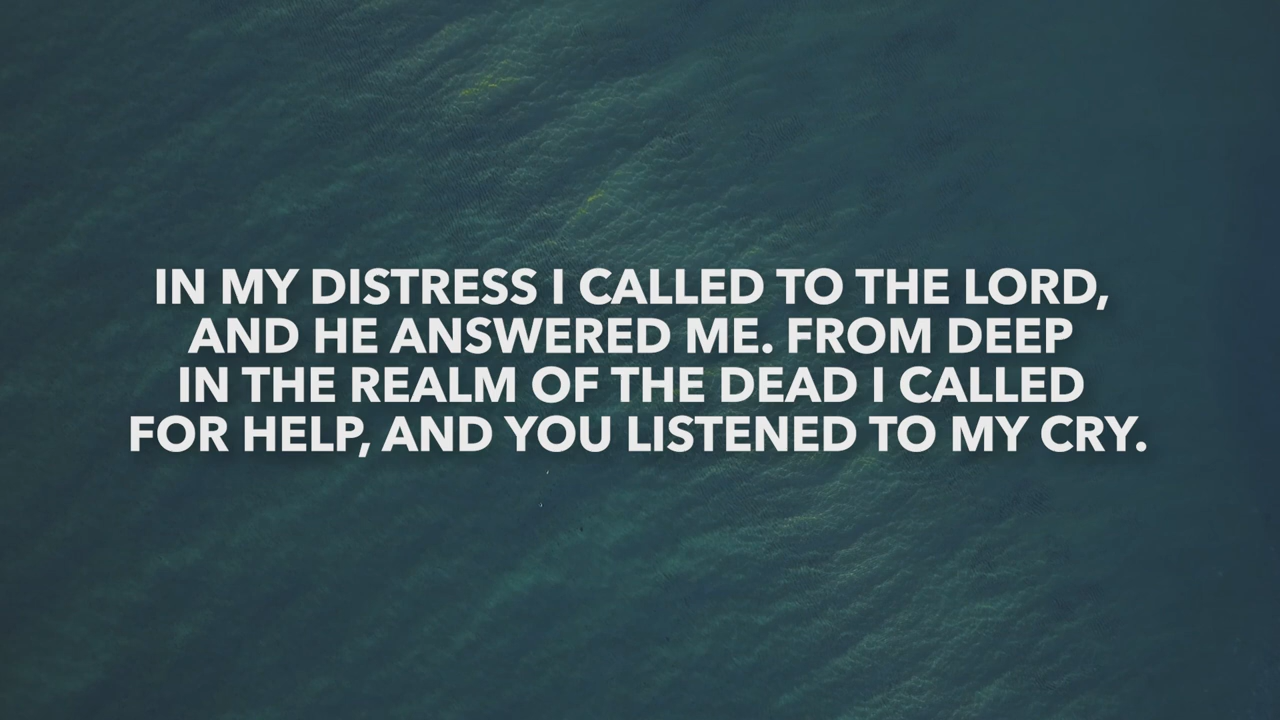 IN MY DISTRESS I CALLED TO THE LORD,
AND HE ANSWERED ME. FROM DEEP
IN THE REALM OF THE DEAD I CALLED
FOR HELP, AND YOU LISTENED TO MY CRY.